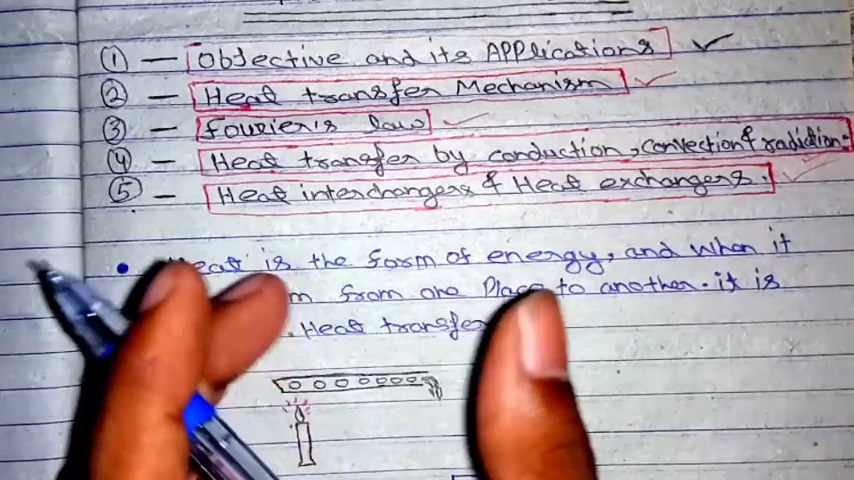 ① — Objective and its Applications
② — Heat transfer Mechanism
③ — Fourier's law
④ — Heat transfer by conduction, convection & radiation:
⑤ — Heat interchangers & Heat exchangers.
• Heat is the form of energy, and when it
from one Place to another. it is
Heat transfer